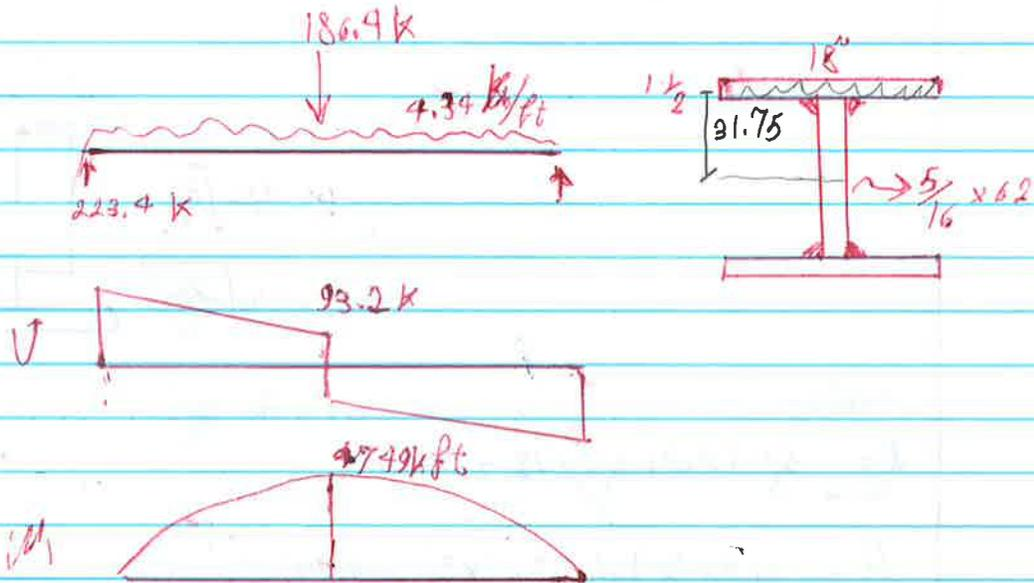 186.4 k
18"
1 1/2
4.34 k/ft
31.75
5/16 x 62
223.4 k
93.2 k
V
4749 k ft
M